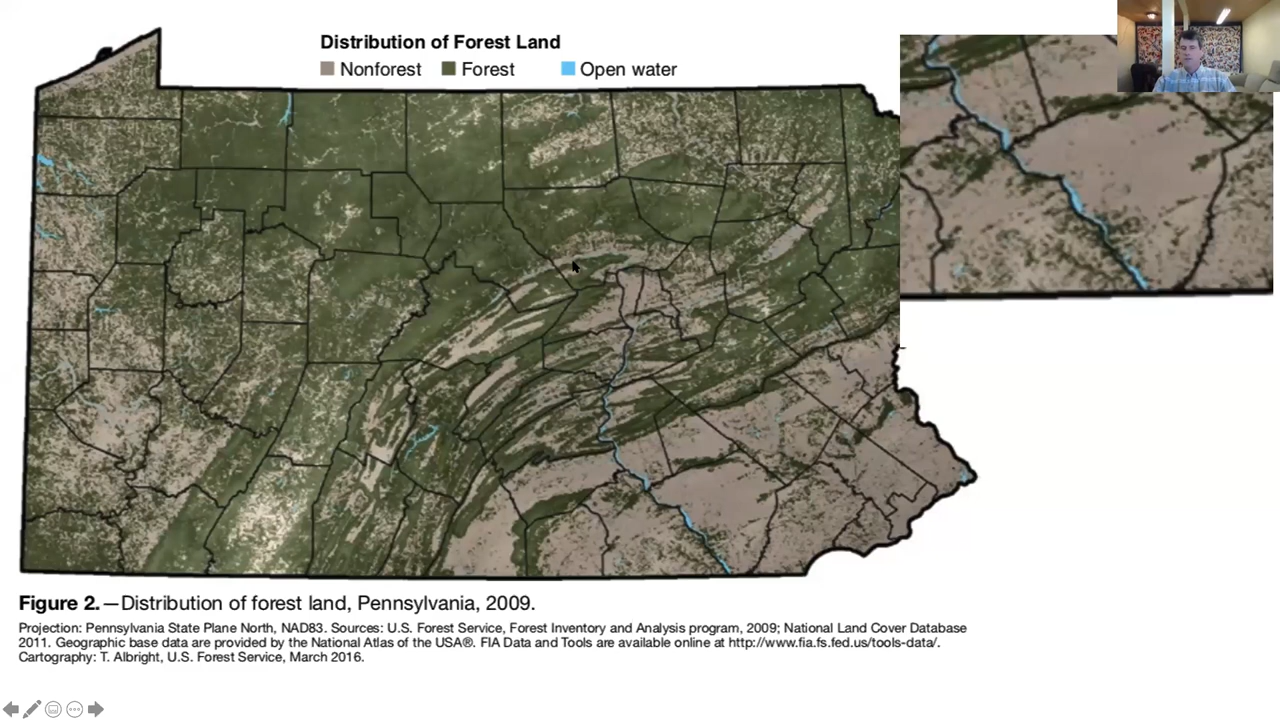 Distribution of Forest Land
Nonforest Forest Open water
Figure 2.—Distribution of forest land, Pennsylvania, 2009.
Projection: Pennsylvania State Plane North, NAD83. Sources: U.S. Forest Service, Forest Inventory and Analysis program, 2009; National Land Cover Database
2011. Geographic base data are provided by the National Atlas of the USA®. FIA Data and Tools are available online at http://www.fia.fs.fed.us/tools-data/.
Cartography: T. Albright, U.S. Forest Service, March 2016.